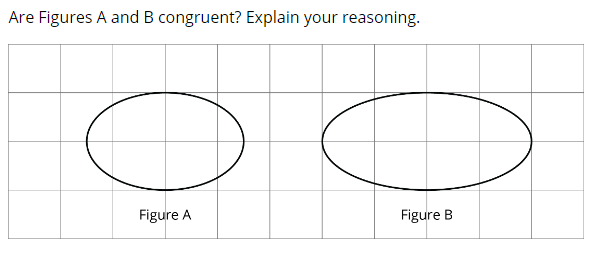 Are Figures A and B congruent? Explain your reasoning.
Figure A
Figure B